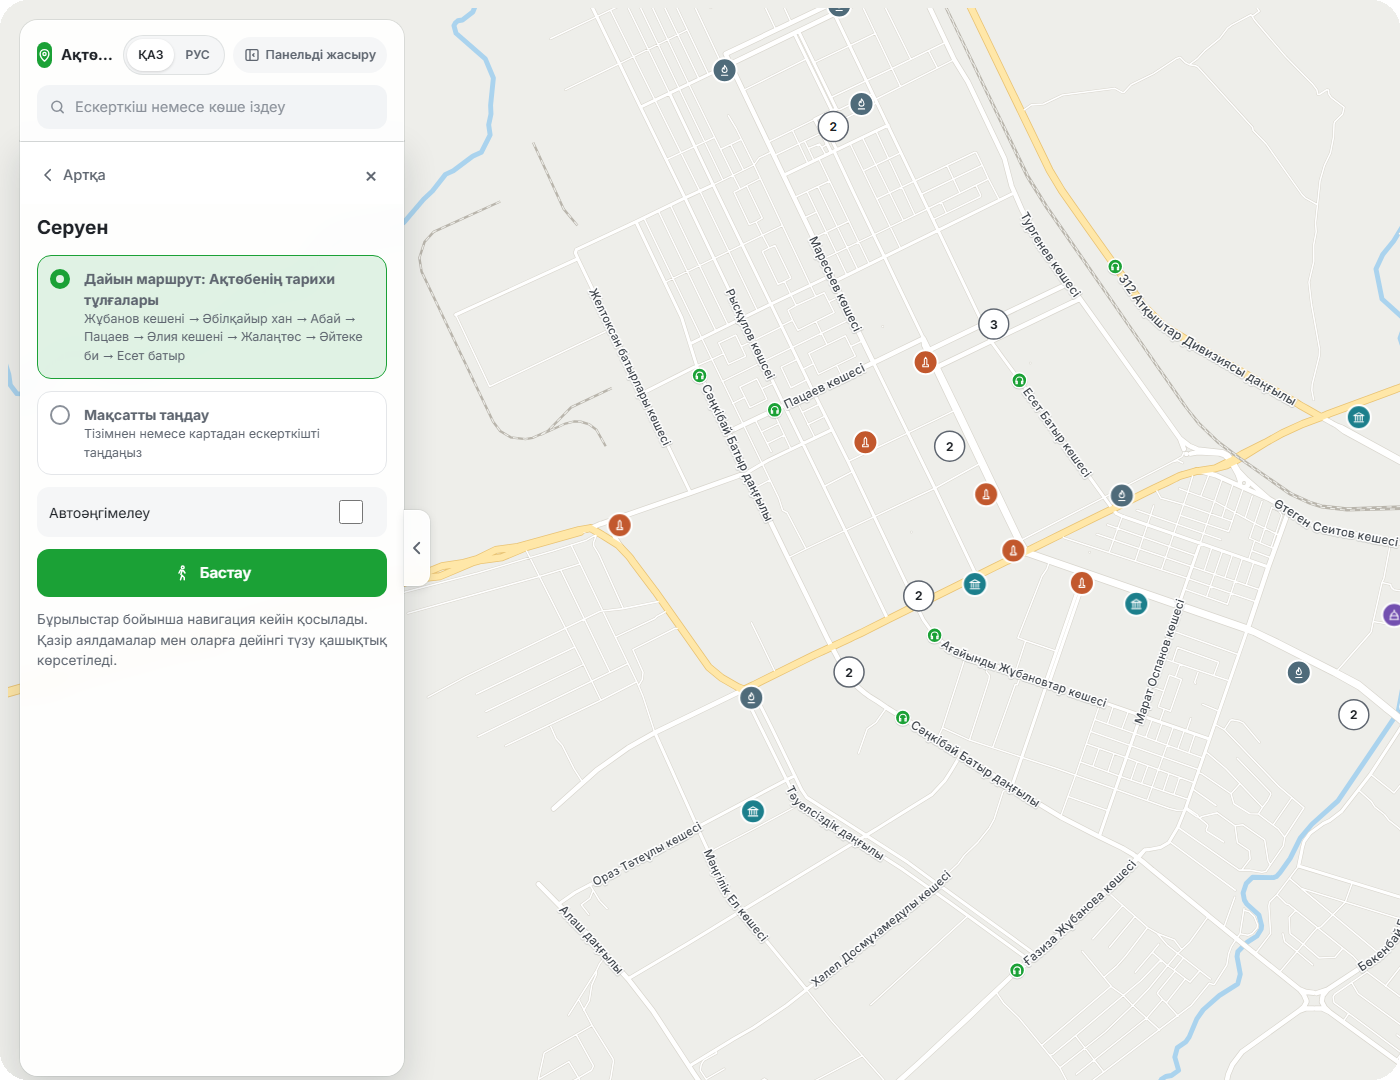 Ақтө...
ҚАЗ
РУС
Панельді жасыру
Ескерткіш немесе көше іздеу
Артқа
Серуен
Дайын маршрут: Ақтөбенің тарихи
тұлғалары
Жұбанов кешені → Әбілқайыр хан → Абай →
Пацаев → Әлия кешені → Жалаңтөс → Әйтеке
би → Есет батыр
Мақсатты таңдау
Тізімнен немесе картадан ескерткішті
таңдаңыз
Автоәңгімелеу
Бастау
Бұрылыстар бойынша навигация кейін қосылады.
Қазір аялдамалар мен оларға дейінгі түзу қашықтық
көрсетіледі.
2
Тургенев көшесі
Маресьев көшесі
312 Атқыштар Дивизиясы даңғылы
Желтоқсан батырлары көшесі
Рысқұлов көшесі
3
Пацаев көшесі
Сәңкібай Батыр даңғылы
Есет Батыр көшесі
2
Өтеген Сеитов көшесі
2
Ағайынды Жұбановтар көшесі
Марат Оспанов көшесі
2
2
Сәңкібай Батыр даңғылы
Тәуелсіздік даңғылы
Ораз Тәтеұлы көшесі
Мәңгілік Ел көшесі
Алаш даңғылы
Халел Досмұхамедұлы көшесі
Ғазиза Жұбанова көшесі